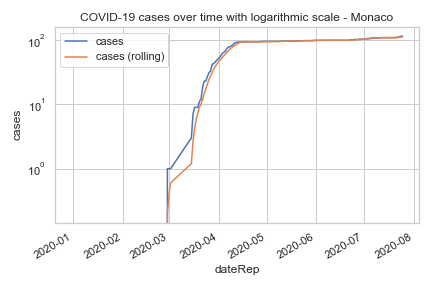 COVID-19 cases over time with logarithmic scale - Monaco
cases
cases (rolling)
10²
10¹
10⁰
cases
2020-01
2020-02
2020-03
2020-04
2020-05
2020-06
2020-07
2020-08
dateRep